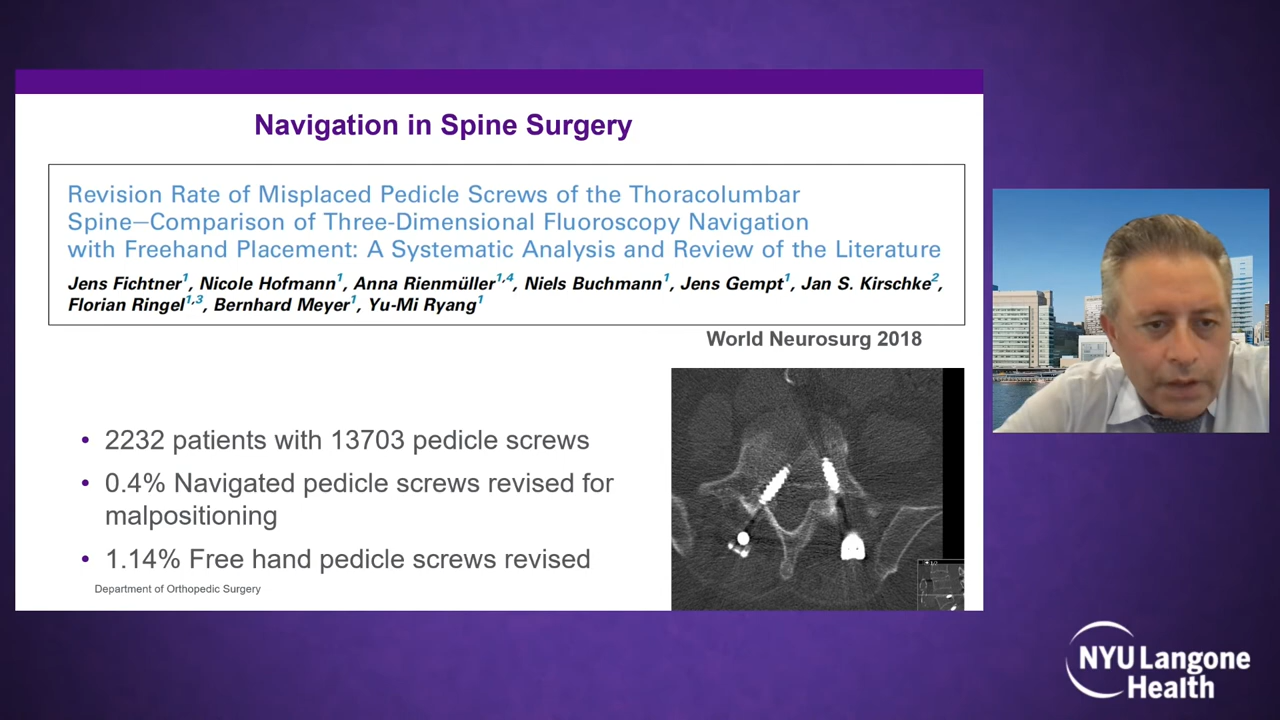 Navigation in Spine Surgery
Revision Rate of Misplaced Pedicle Screws of the Thoracolumbar
Spine—Comparison of Three-Dimensional Fluoroscopy Navigation
with Freehand Placement: A Systematic Analysis and Review of the Literature
Jens Fichtner1, Nicole Hofmann1, Anna Rienmüller1,4, Niels Buchmann1, Jens Gempt1, Jan S. Kirschke2,
Florian Ringel1,3, Bernhard Meyer1, Yu-Mi Ryang1
World Neurosurg 2018
• 2232 patients with 13703 pedicle screws
• 0.4% Navigated pedicle screws revised for
malpositioning
• 1.14% Free hand pedicle screws revised
Department of Orthopedic Surgery
NYU Langone
Health